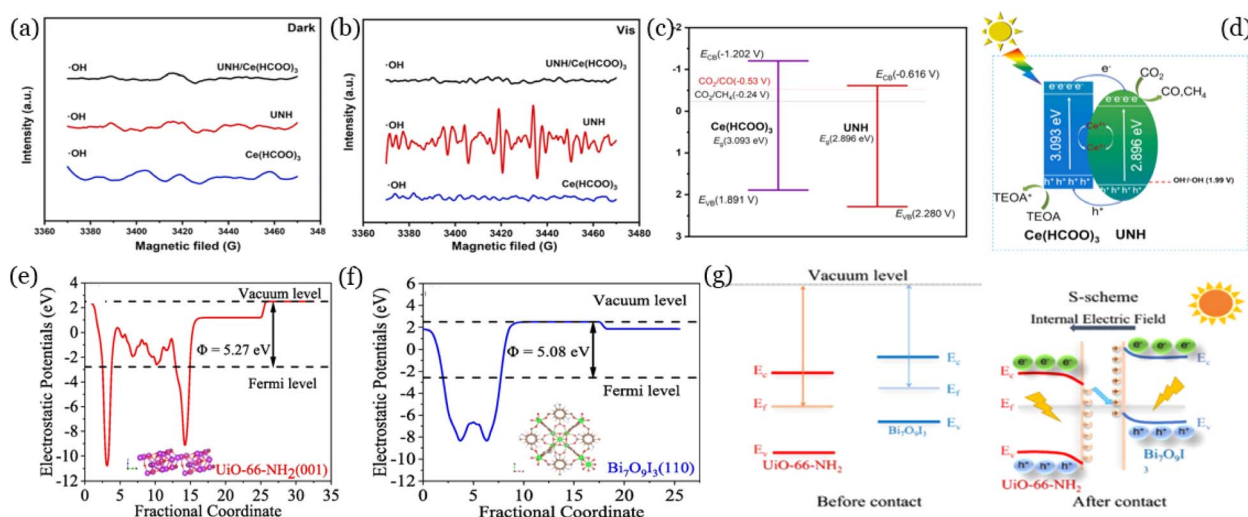 (a)
Dark
·OH
UNH/Ce(HCOO)3
·OH
UNH
·OH
Ce(HCOO)3
Intensity (a.u.)
3360 3380 3400 3420 3440 3460 348
Magnetic filed (G)
(b)
Vis
·OH
UNH/Ce(HCOO)3
·OH
UNH
·OH
Ce(HCOO)3
Intensity (a.u.)
3360 3380 3400 3420 3440 3460 3480
Magnetic filed (G)
(c)
-2
-1
0
1
2
3
ECB(-1.202 V)
ECB(-0.616 V)
CO2/CO(-0.53 V)
CO2/CH4(-0.24 V)
Ce(HCOO)3
Eg(3.093 eV)
UNH
Eg(2.896 eV)
EVB(1.891 V)
EVB(2.280 V)
(d)
e-
e- e- e- e-
e e e e
CO2
CO,CH4
3.093 eV
2.896 eV
h+ h+ h+ h+
h+ h+ h+ h+
(1.99 V)
TEOA+
TEOA
h+
Ce(HCOO)3 UNH
(e)
Electrostatic Potentials (eV)
4
2
0
-2
-4
-6
-8
-10
-12
Vacuum level
Φ = 5.27 eV
Fermi level
UiO-66-NH2(001)
0 5 10 15 20 25 30 35
Fractional Coordinate
(f)
Electrostatic Potentials (eV)
6
4
2
0
-2
-4
-6
-8
-10
-12
Vacuum level
Φ = 5.08 eV
Fermi level
Bi7O9I3(110)
0 5 10 15 20 25
Fractional Coordinate
(g)
Vacuum level
Ec
Ef
Ev
UiO-66-NH2
Ec
Ef
Bi7O9I3
Ev
Before contact
S-scheme
Internal Electric Field
e- e- e-
e- e- e-
Ec
Ec
Ef
Ev
Ev
h+ h+ h+
h+ h+ h+
UiO-66-NH2
Bi7O9I
3
After contact